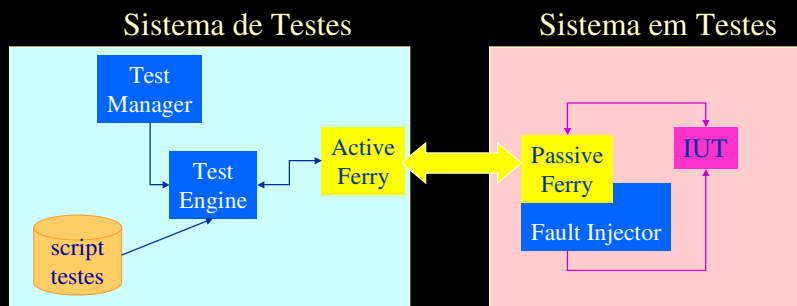 Sistema de Testes
Sistema em Testes
Test
Manager
Test
Engine
script
testes
Active
Ferry
Passive
Ferry
IUT
Fault Injector